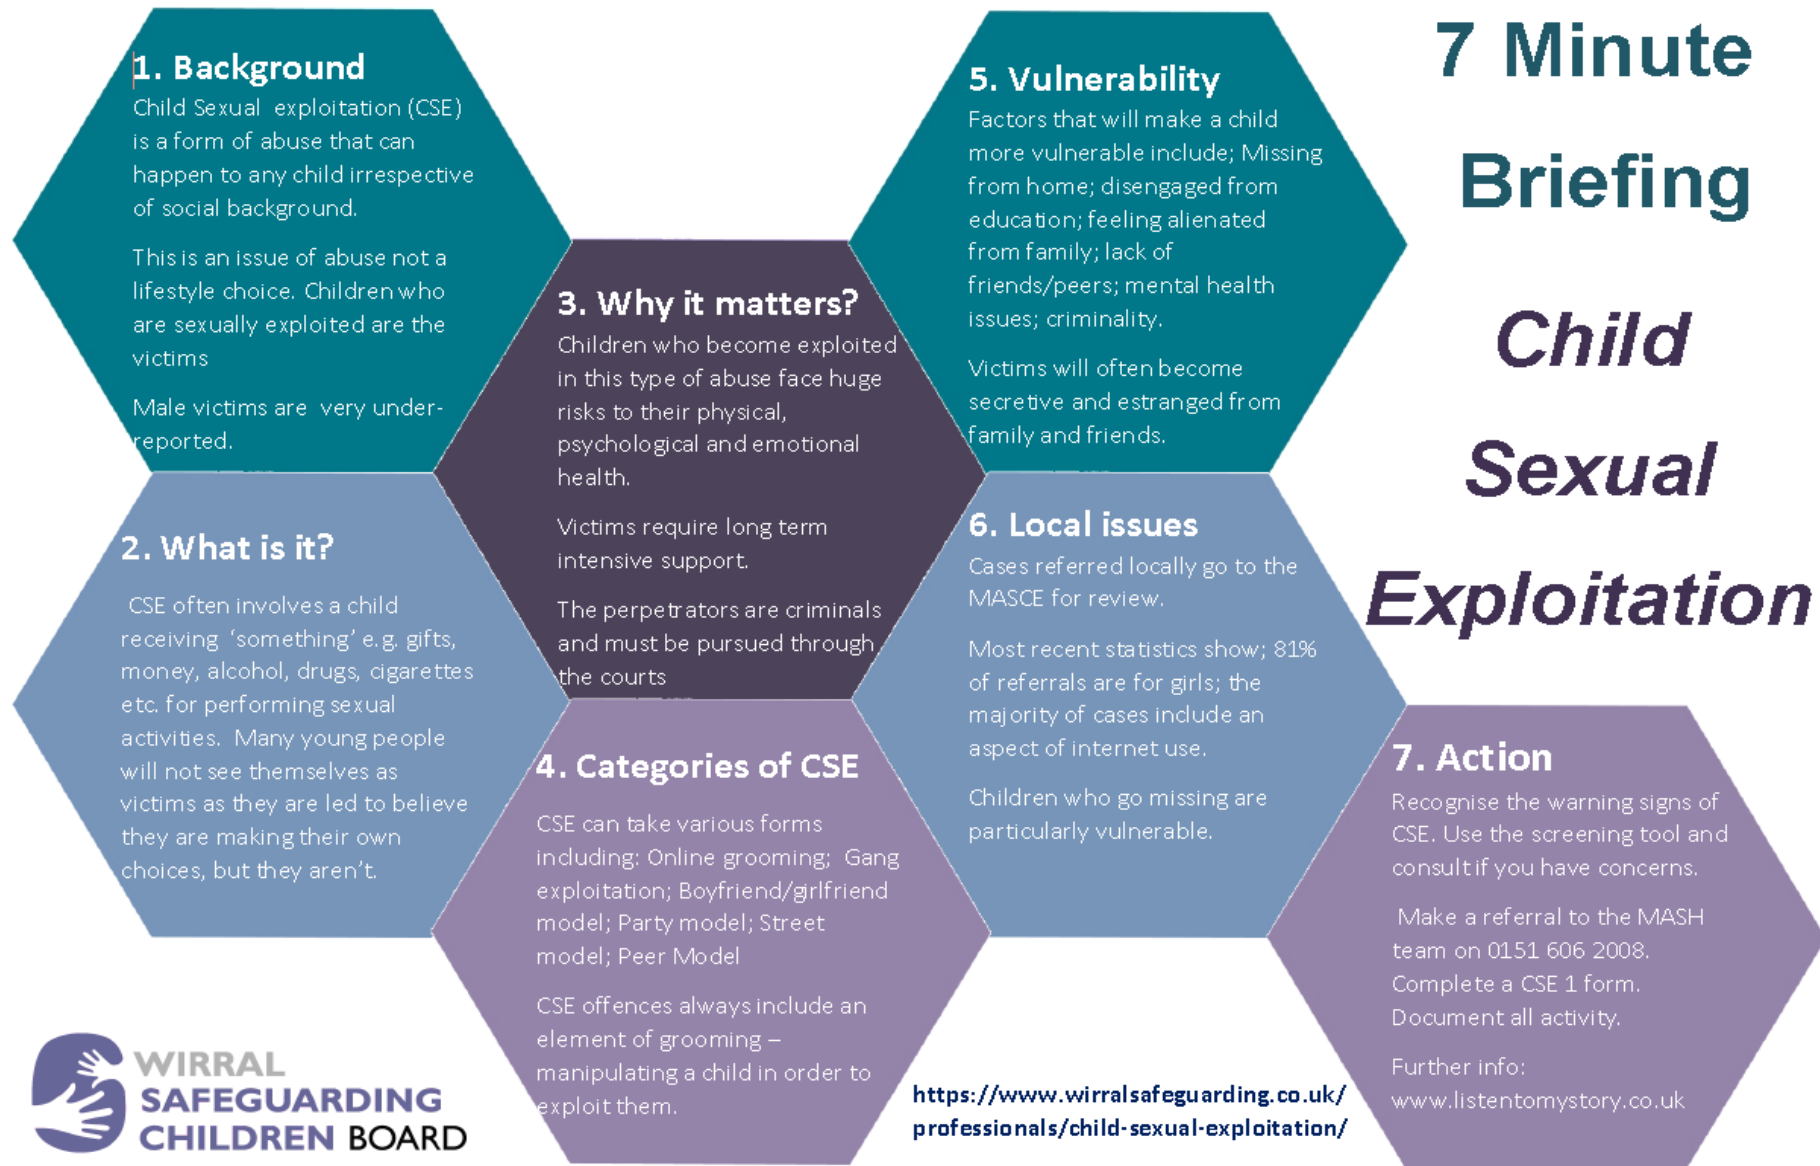 7 Minute
Briefing
Child
Sexual
Exploitation
1. Background
Child Sexual exploitation (CSE)
is a form of abuse that can
happen to any child irrespective
of social background.
This is an issue of abuse not a
lifestyle choice. Children who
are sexually exploited are the
victims
Male victims are very under-
reported.
2. What is it?
CSE often involves a child
receiving ‘something’ e.g. gifts,
money, alcohol, drugs, cigarettes
etc. for performing sexual
activities. Many young people
will not see themselves as
victims as they are led to believe
they are making their own
choices, but they aren’t.
3. Why it matters?
Children who become exploited
in this type of abuse face huge
risks to their physical,
psychological and emotional
health.
Victims require long term
intensive support.
The perpetrators are criminals
and must be pursued through
the courts
4. Categories of CSE
CSE can take various forms
including: Online grooming; Gang
exploitation; Boyfriend/girlfriend
model; Party model; Street
model; Peer Model
CSE offences always include an
element of grooming –
manipulating a child in order to
exploit them.
5. Vulnerability
Factors that will make a child
more vulnerable include; Missing
from home; disengaged from
education; feeling alienated
from family; lack of
friends/peers; mental health
issues; criminality.
Victims will often become
secretive and estranged from
family and friends.
6. Local issues
Cases referred locally go to the
MASCE for review.
Most recent statistics show; 81%
of referrals are for girls; the
majority of cases include an
aspect of internet use.
Children who go missing are
particularly vulnerable.
7. Action
Recognise the warning signs of
CSE. Use the screening tool and
consult if you have concerns.
Make a referral to the MASH
team on 0151 606 2008.
Complete a CSE 1 form.
Document all activity.
Further info:
www.listentomystory.co.uk
WIRRAL
SAFEGUARDING
CHILDREN BOARD
https://www.wirralsafeguarding.co.uk/
professionals/child-sexual-exploitation/